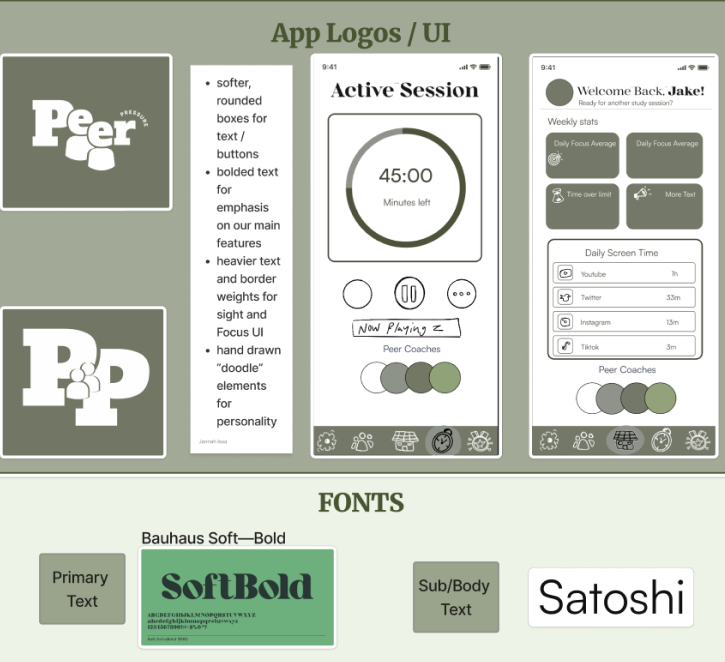 App Logos / UI
Peer
PRESSURE
PP
• softer,
rounded
boxes for
text /
buttons
• bolded text
for
emphasis
on our main
features
• heavier text
and border
weights for
sight and
Focus UI
• hand drawn
"doodle"
elements
for
personality
9:41
Active Session
45:00
Minutes left
Now Playing
Peer Coaches
9:41
Welcome Back, Jake!
Ready for another study session?
Weekly stats
Daily Focus Average
Daily Focus Average
Time over limit
More Text
Daily Screen Time
Youtube 1h
Twitter 33m
Instagram 13m
Tiktok 3m
Peer Coaches
FONTS
Primary
Text
Bauhaus Soft—Bold
SoftBold
ABCDEFGHIJKLMNOPQRSTUVWXYZ
abcdefghijklmnopqrstuvwxyz
Sub/Body
Text
Satoshi